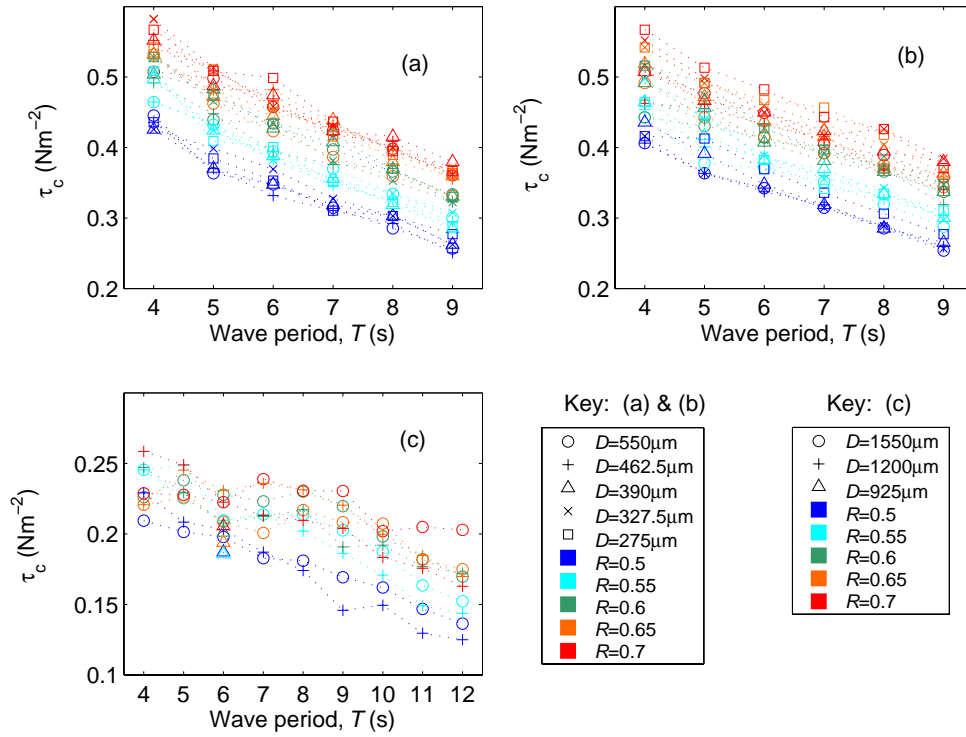 0.5
0.4
0.3
0.2
τc (Nm−2)
(a)
4 5 6 7 8 9
Wave period, T (s)
0.5
0.4
0.3
0.2
τc (Nm−2)
(b)
4 5 6 7 8 9
Wave period, T (s)
0.25
0.2
0.15
0.1
τc (Nm−2)
(c)
4 5 6 7 8 9 10 11 12
Wave period, T (s)
Key: (a) & (b)
D=550μm
D=462.5μm
D=390μm
D=327.5μm
D=275μm
R=0.5
R=0.55
R=0.6
R=0.65
R=0.7
Key: (c)
D=1550μm
D=1200μm
D=925μm
R=0.5
R=0.55
R=0.6
R=0.65
R=0.7